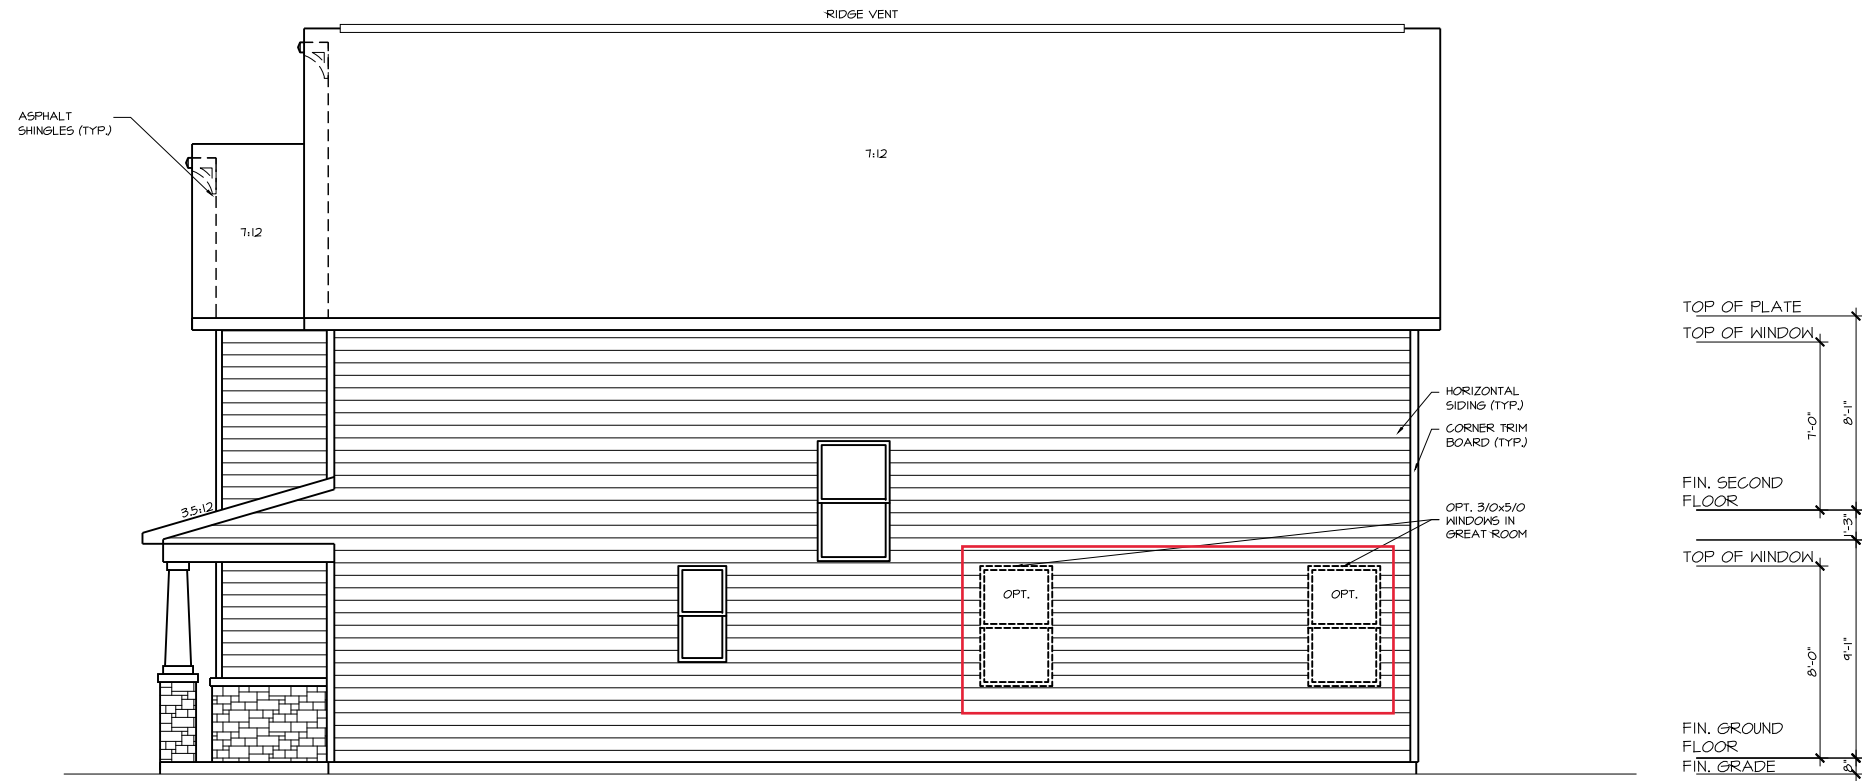 RIDGE VENT
ASPHALT
SHINGLES (TYP.)
7:12
7:12
TOP OF PLATE
TOP OF WINDOW
HORIZONTAL
SIDING (TYP.)
7'-0"
8'-1"
CORNER TRIM
BOARD (TYP.)
FIN. SECOND
FLOOR
3.5:12
OPT. 3/0x5/0
WINDOWS IN
GREAT ROOM
1'-3"
TOP OF WINDOW
OPT.
OPT.
8'-0"
9'-1"
FIN. GROUND
FLOOR
FIN. GRADE
8"